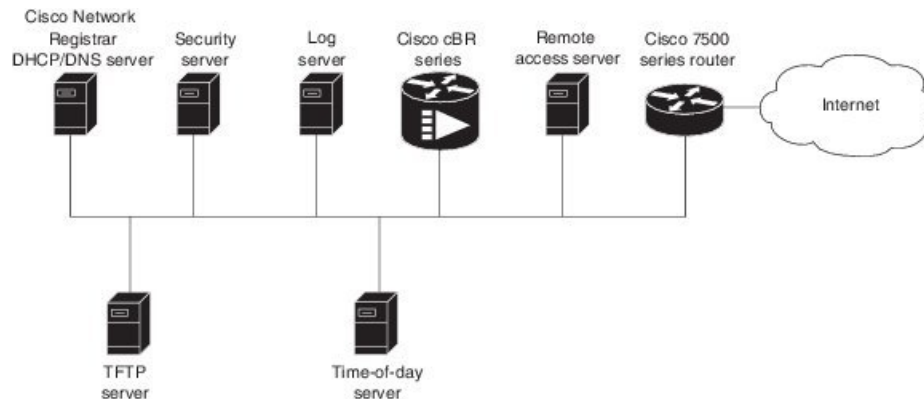 Cisco Network
Registrar
DHCP/DNS server
Security
server
Log
server
Cisco cBR
series
Remote
access server
Cisco 7500
series router
Internet
TFTP
server
Time-of-day
server